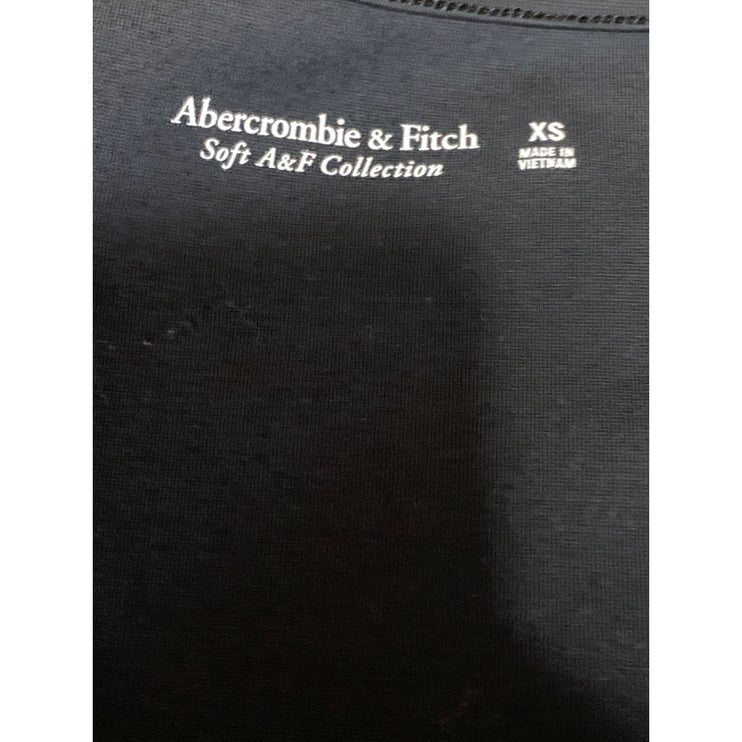 Abercrombie & Fitch
Soft A&F Collection
XS
MADE IN
VIETNAM